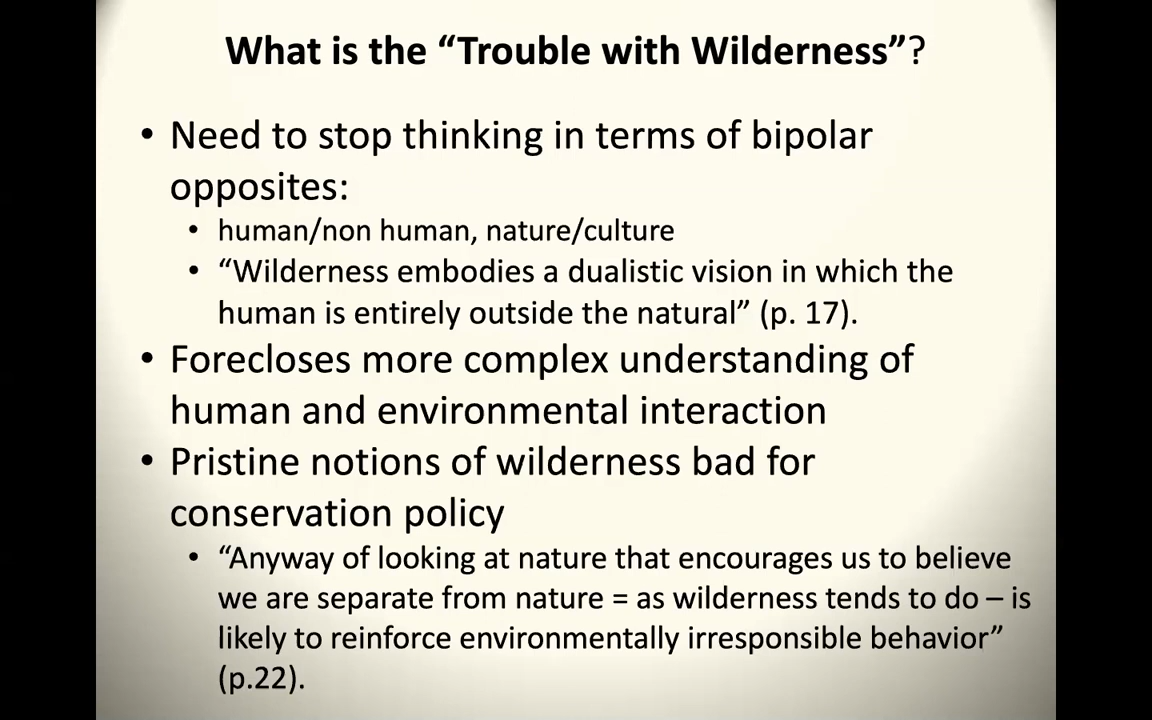 What is the “Trouble with Wilderness”?
• Need to stop thinking in terms of bipolar
opposites:
• human/non human, nature/culture
• “Wilderness embodies a dualistic vision in which the
human is entirely outside the natural” (p. 17).
• Forecloses more complex understanding of
human and environmental interaction
• Pristine notions of wilderness bad for
conservation policy
• “Anyway of looking at nature that encourages us to believe
we are separate from nature = as wilderness tends to do – is
likely to reinforce environmentally irresponsible behavior”
(p.22).